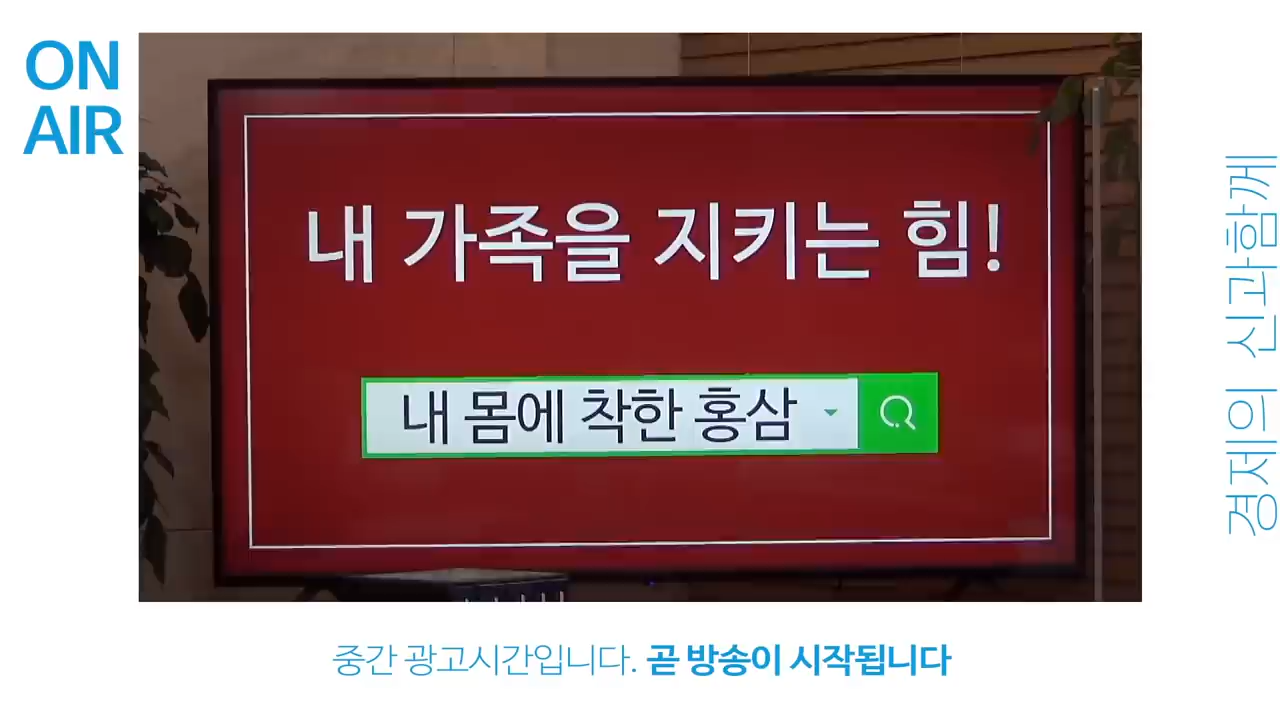 ON
AIR
내 가족을 지키는 힘!
내 몸에 착한 홍삼
경제의 신과함께
중간 광고시간입니다. 곧 방송이 시작됩니다